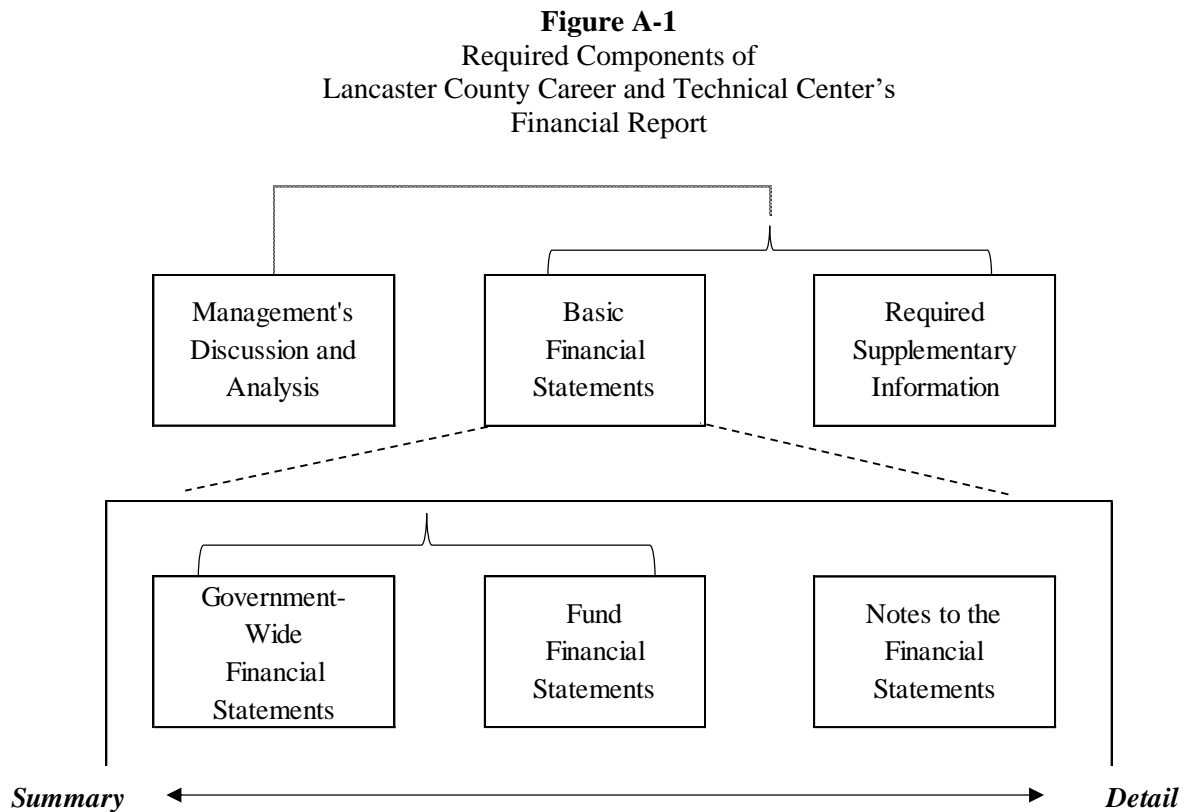 Figure A-1
Required Components of
Lancaster County Career and Technical Center's
Financial Report
Management's
Discussion and
Analysis
Basic
Financial
Statements
Required
Supplementary
Information
Government-
Wide
Financial
Statements
Fund
Financial
Statements
Notes to the
Financial
Statements
Summary
Detail